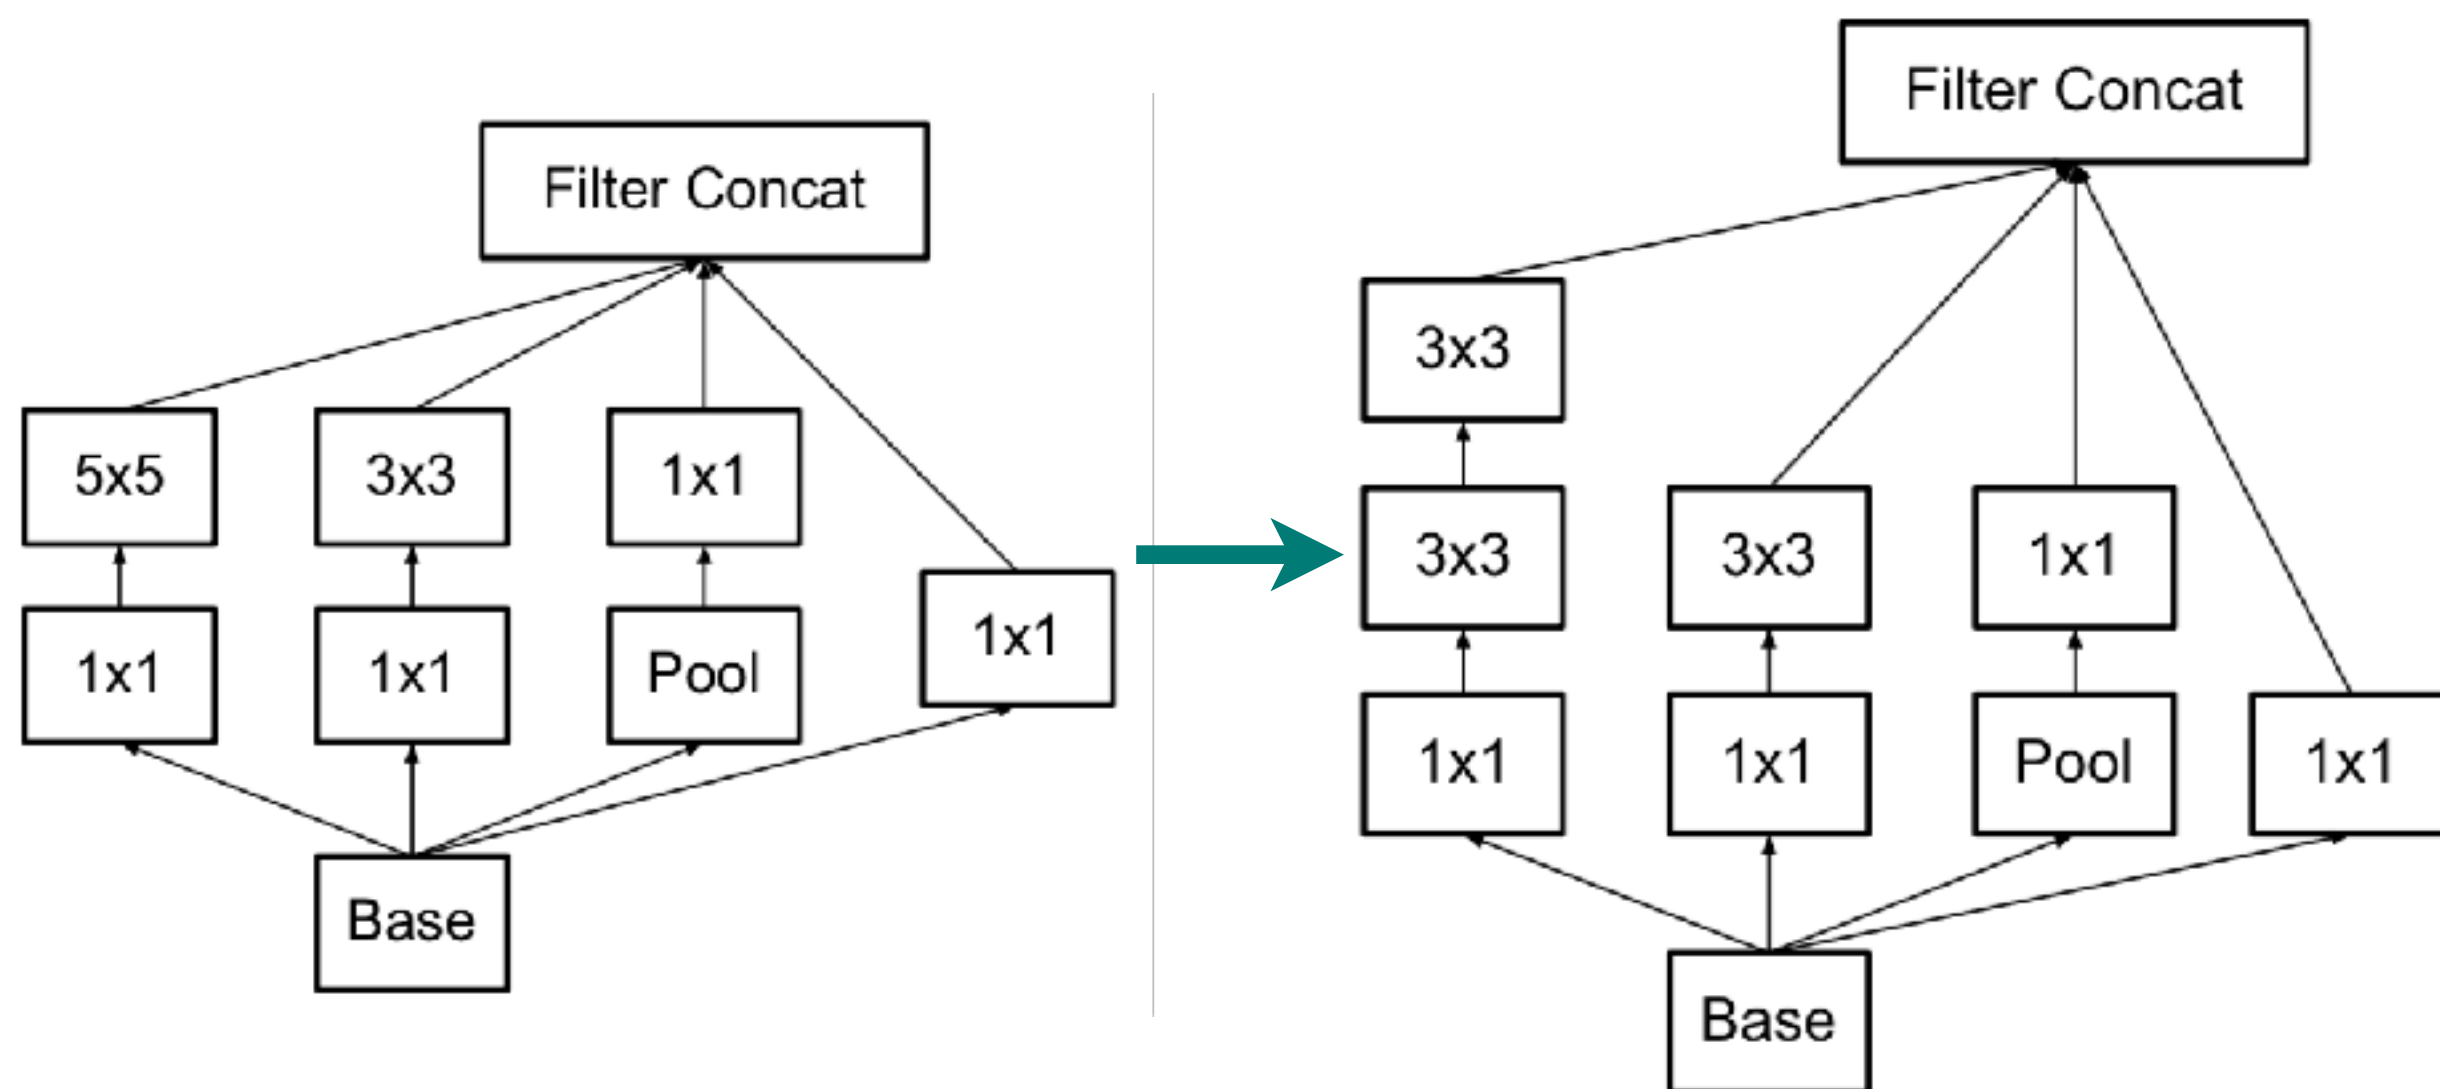 Filter Concat
5x5
3x3
1x1
1x1
1x1
1x1
Pool
Base
Filter Concat
3x3
3x3
3x3
1x1
1x1
1x1
Pool
1x1
Base